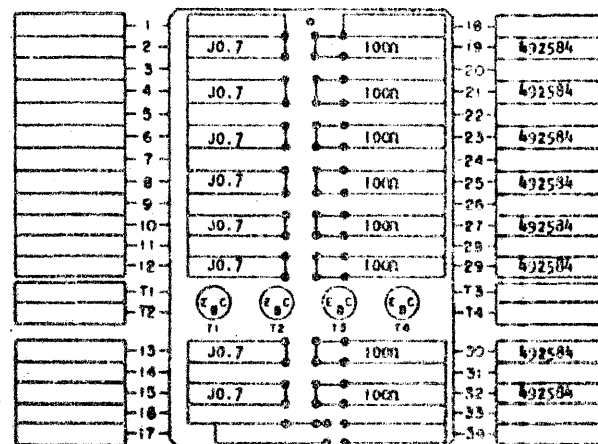 1 18
2 J0.7 100Ω 19 492584
3 20
4 J0.7 100Ω 21 492584
5 22
6 J0.7 100Ω 23 492584
7 24
8 J0.7 100Ω 25 492584
9 26
10 J0.7 100Ω 27 492584
11 28
12 J0.7 100Ω 29 492584
T1 E B C E B C E B C E B C T3
T2 T4
T1 T2 T3 T4
13 J0.7 100Ω 30 492584
14 31
15 J0.7 100Ω 32 492584
16 33
17 34